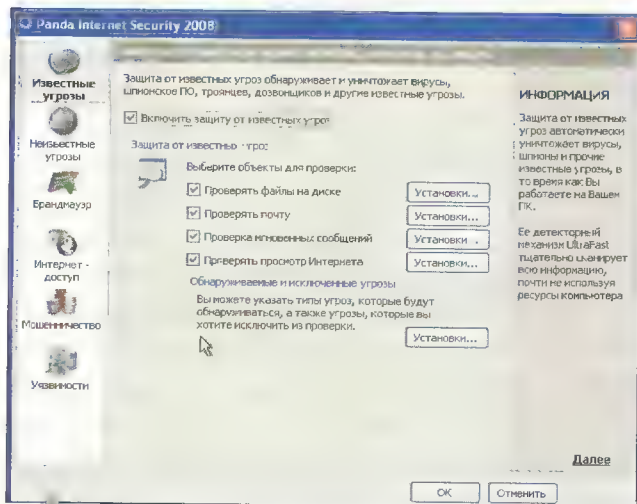 Panda Internet Security 2008
Известные
угрозы
Неизвестные
угрозы
Брандмауэр
Интернет -
доступ
Мошенничество
Уязвимости
Защита от известных угроз обнаруживает и уничтожает вирусы,
шпионское ПО, троянцев, дозвонщиков и другие известные угрозы.
Включить защиту от известных угроз
Защита от известных угроз
Выберите объекты для проверки:
Проверять файлы на диске
Установки...
Проверять почту
Установки...
Проверка мгновенных сообщений
Установки...
Проверять просмотр Интернета
Установки...
Обнаруживаемые и исключенные угрозы
Вы можете указать типы угроз, которые будут
обнаруживаться, а также угрозы, которые вы
хотите исключить из проверки.
Установки...
ИНФОРМАЦИЯ
Защита от известных
угроз автоматически
уничтожает вирусы,
шпионы и прочие
известные угрозы, в
то время как Вы
работаете на Вашем
ПК.
Ее детекторный
механизм UltraFast
тщательно сканирует
всю информацию,
почти не используя
ресурсы компьютера
Далее
OK
Отменить